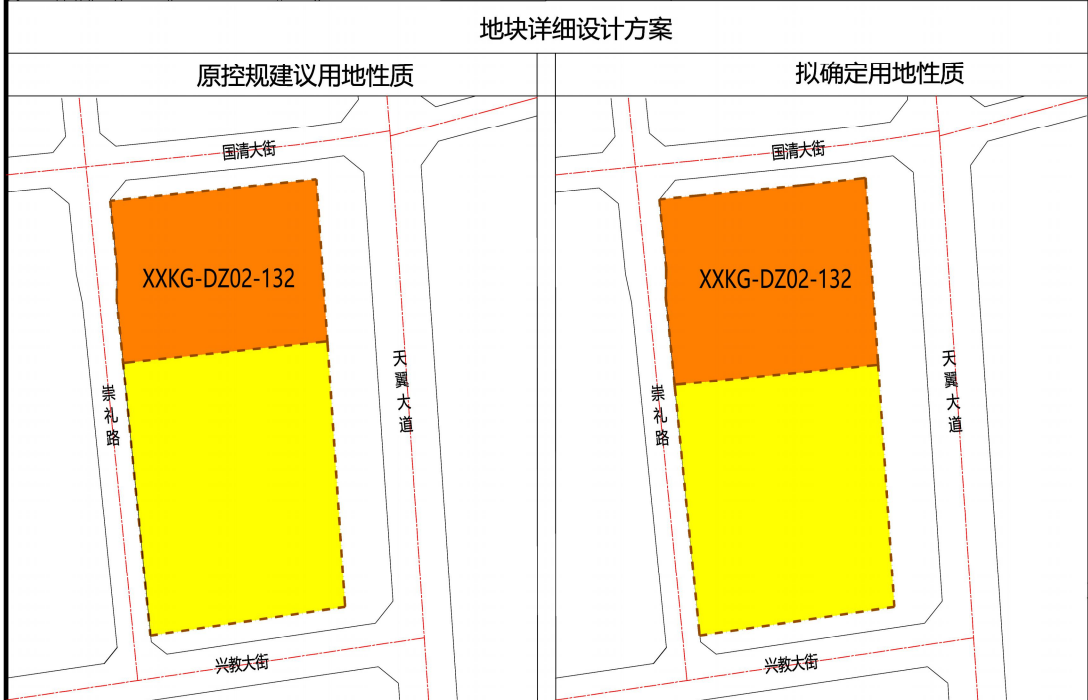 地块详细设计方案
原控规建议用地性质
拟确定用地性质
国清大街
XXKG-DZ02-132
崇礼路
天翼大道
兴教大街
国清大街
XXKG-DZ02-132
崇礼路
天翼大道
兴教大街